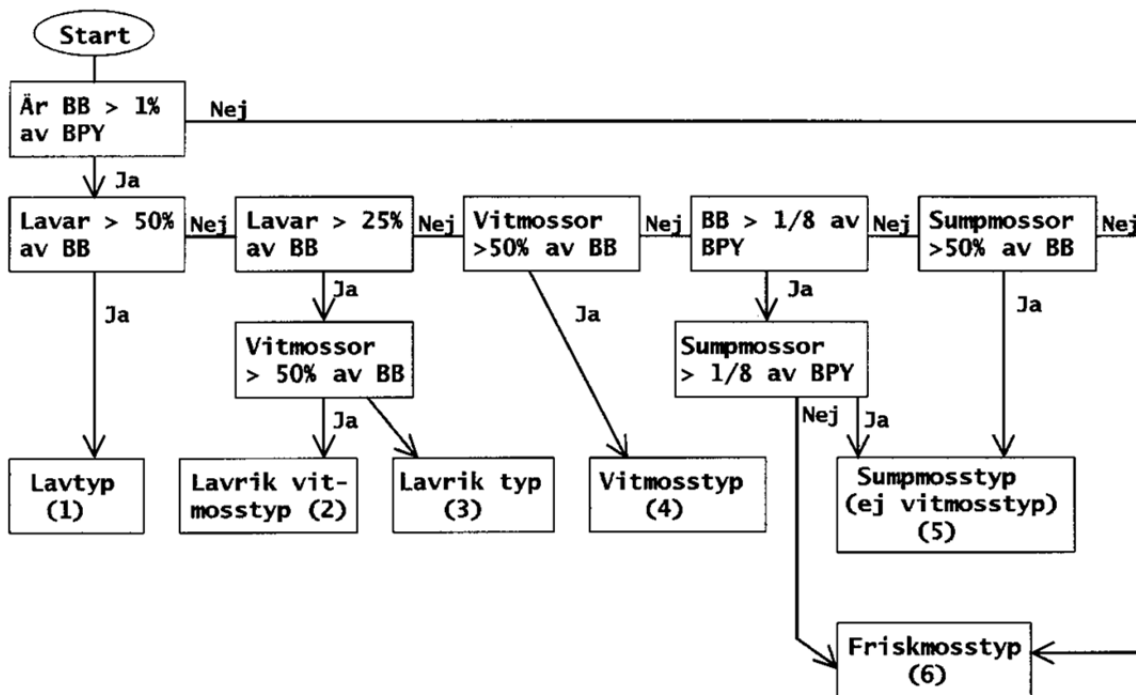 Start
Är BB > 1%
av BPY
Nej
Ja
Lavar > 50%
av BB
Nej
Lavar > 25%
av BB
Nej
Vitmossor
>50% av BB
Nej
BB > 1/8 av
BPY
Nej
Sumpmossor
>50% av BB
Nej
Ja
Ja
Ja
Ja
Ja
Vitmossor
> 50% av BB
Sumpmossor
> 1/8 av BPY
Ja
Nej
Ja
Lavtyp
(1)
Lavrik vit-
mosstyp (2)
Lavrik typ
(3)
Vitmosstyp
(4)
Sumpmosstyp
(ej vitmosstyp)
(5)
Friskmosstyp
(6)